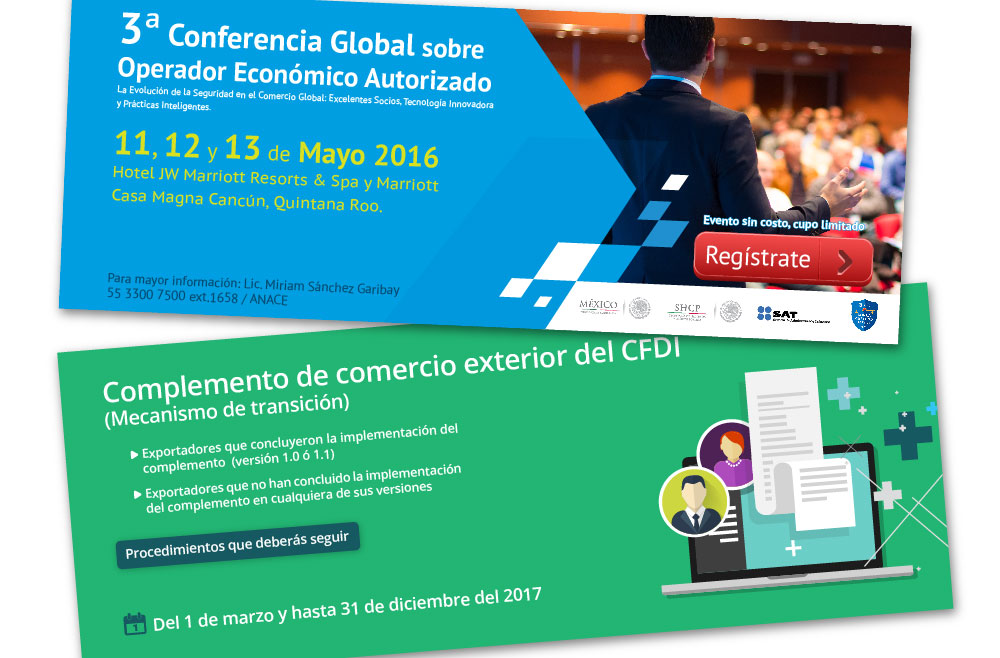 3ª Conferencia Global sobre
Operador Económico Autorizado
La Evolución de la Seguridad en el Comercio Global: Excelentes Socios, Tecnología Innovadora
y Prácticas Inteligentes.
11, 12 y 13 de Mayo 2016
Hotel JW Marriott Resorts & Spa y Marriott
Casa Magna Cancún, Quintana Roo.
Evento sin costo, cupo limitado
Regístrate
Para mayor información: Lic. Miriam Sánchez Garibay
55 3300 7500 ext.1658 / ANACE
MÉXICO
SHCP
SAT
Complemento de comercio exterior del CFDI
(Mecanismo de transición)
Exportadores que concluyeron la implementación del
complemento (versión 1.0 ó 1.1)
Exportadores que no han concluido la implementación
del complemento en cualquiera de sus versiones
Procedimientos que deberás seguir
1
Del 1 de marzo y hasta 31 de diciembre del 2017